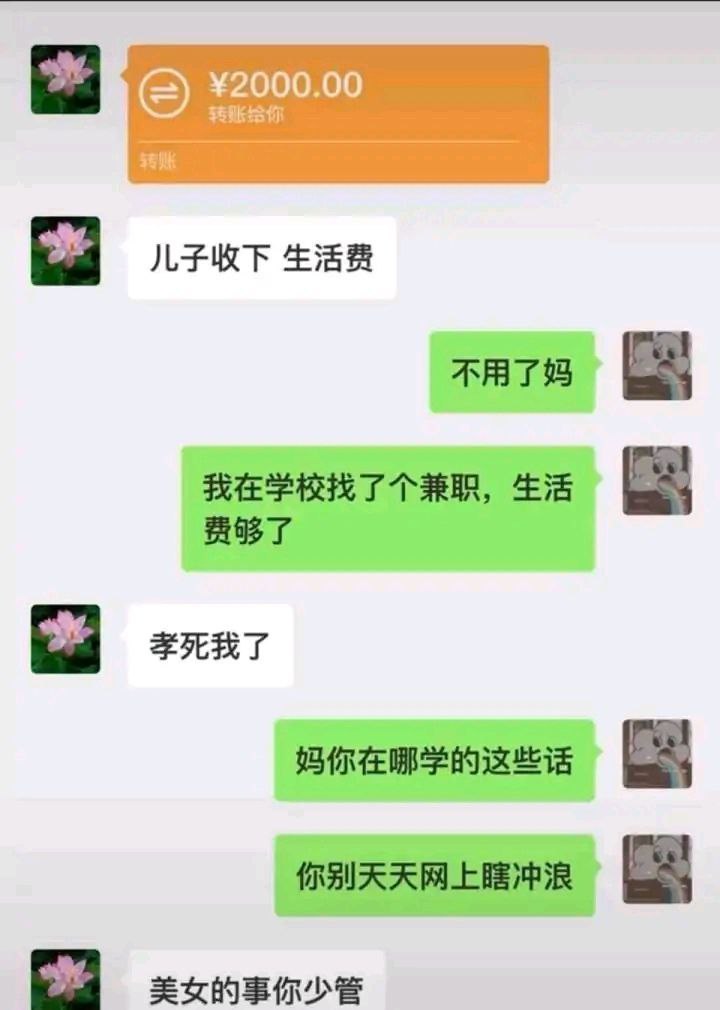 ¥2000.00
转账给你
转账
儿子收下 生活费
不用了妈
我在学校找了个兼职，生活
费够了
孝死我了
妈你在哪学的这些话
你别天天网上瞎冲浪
美女的事你少管